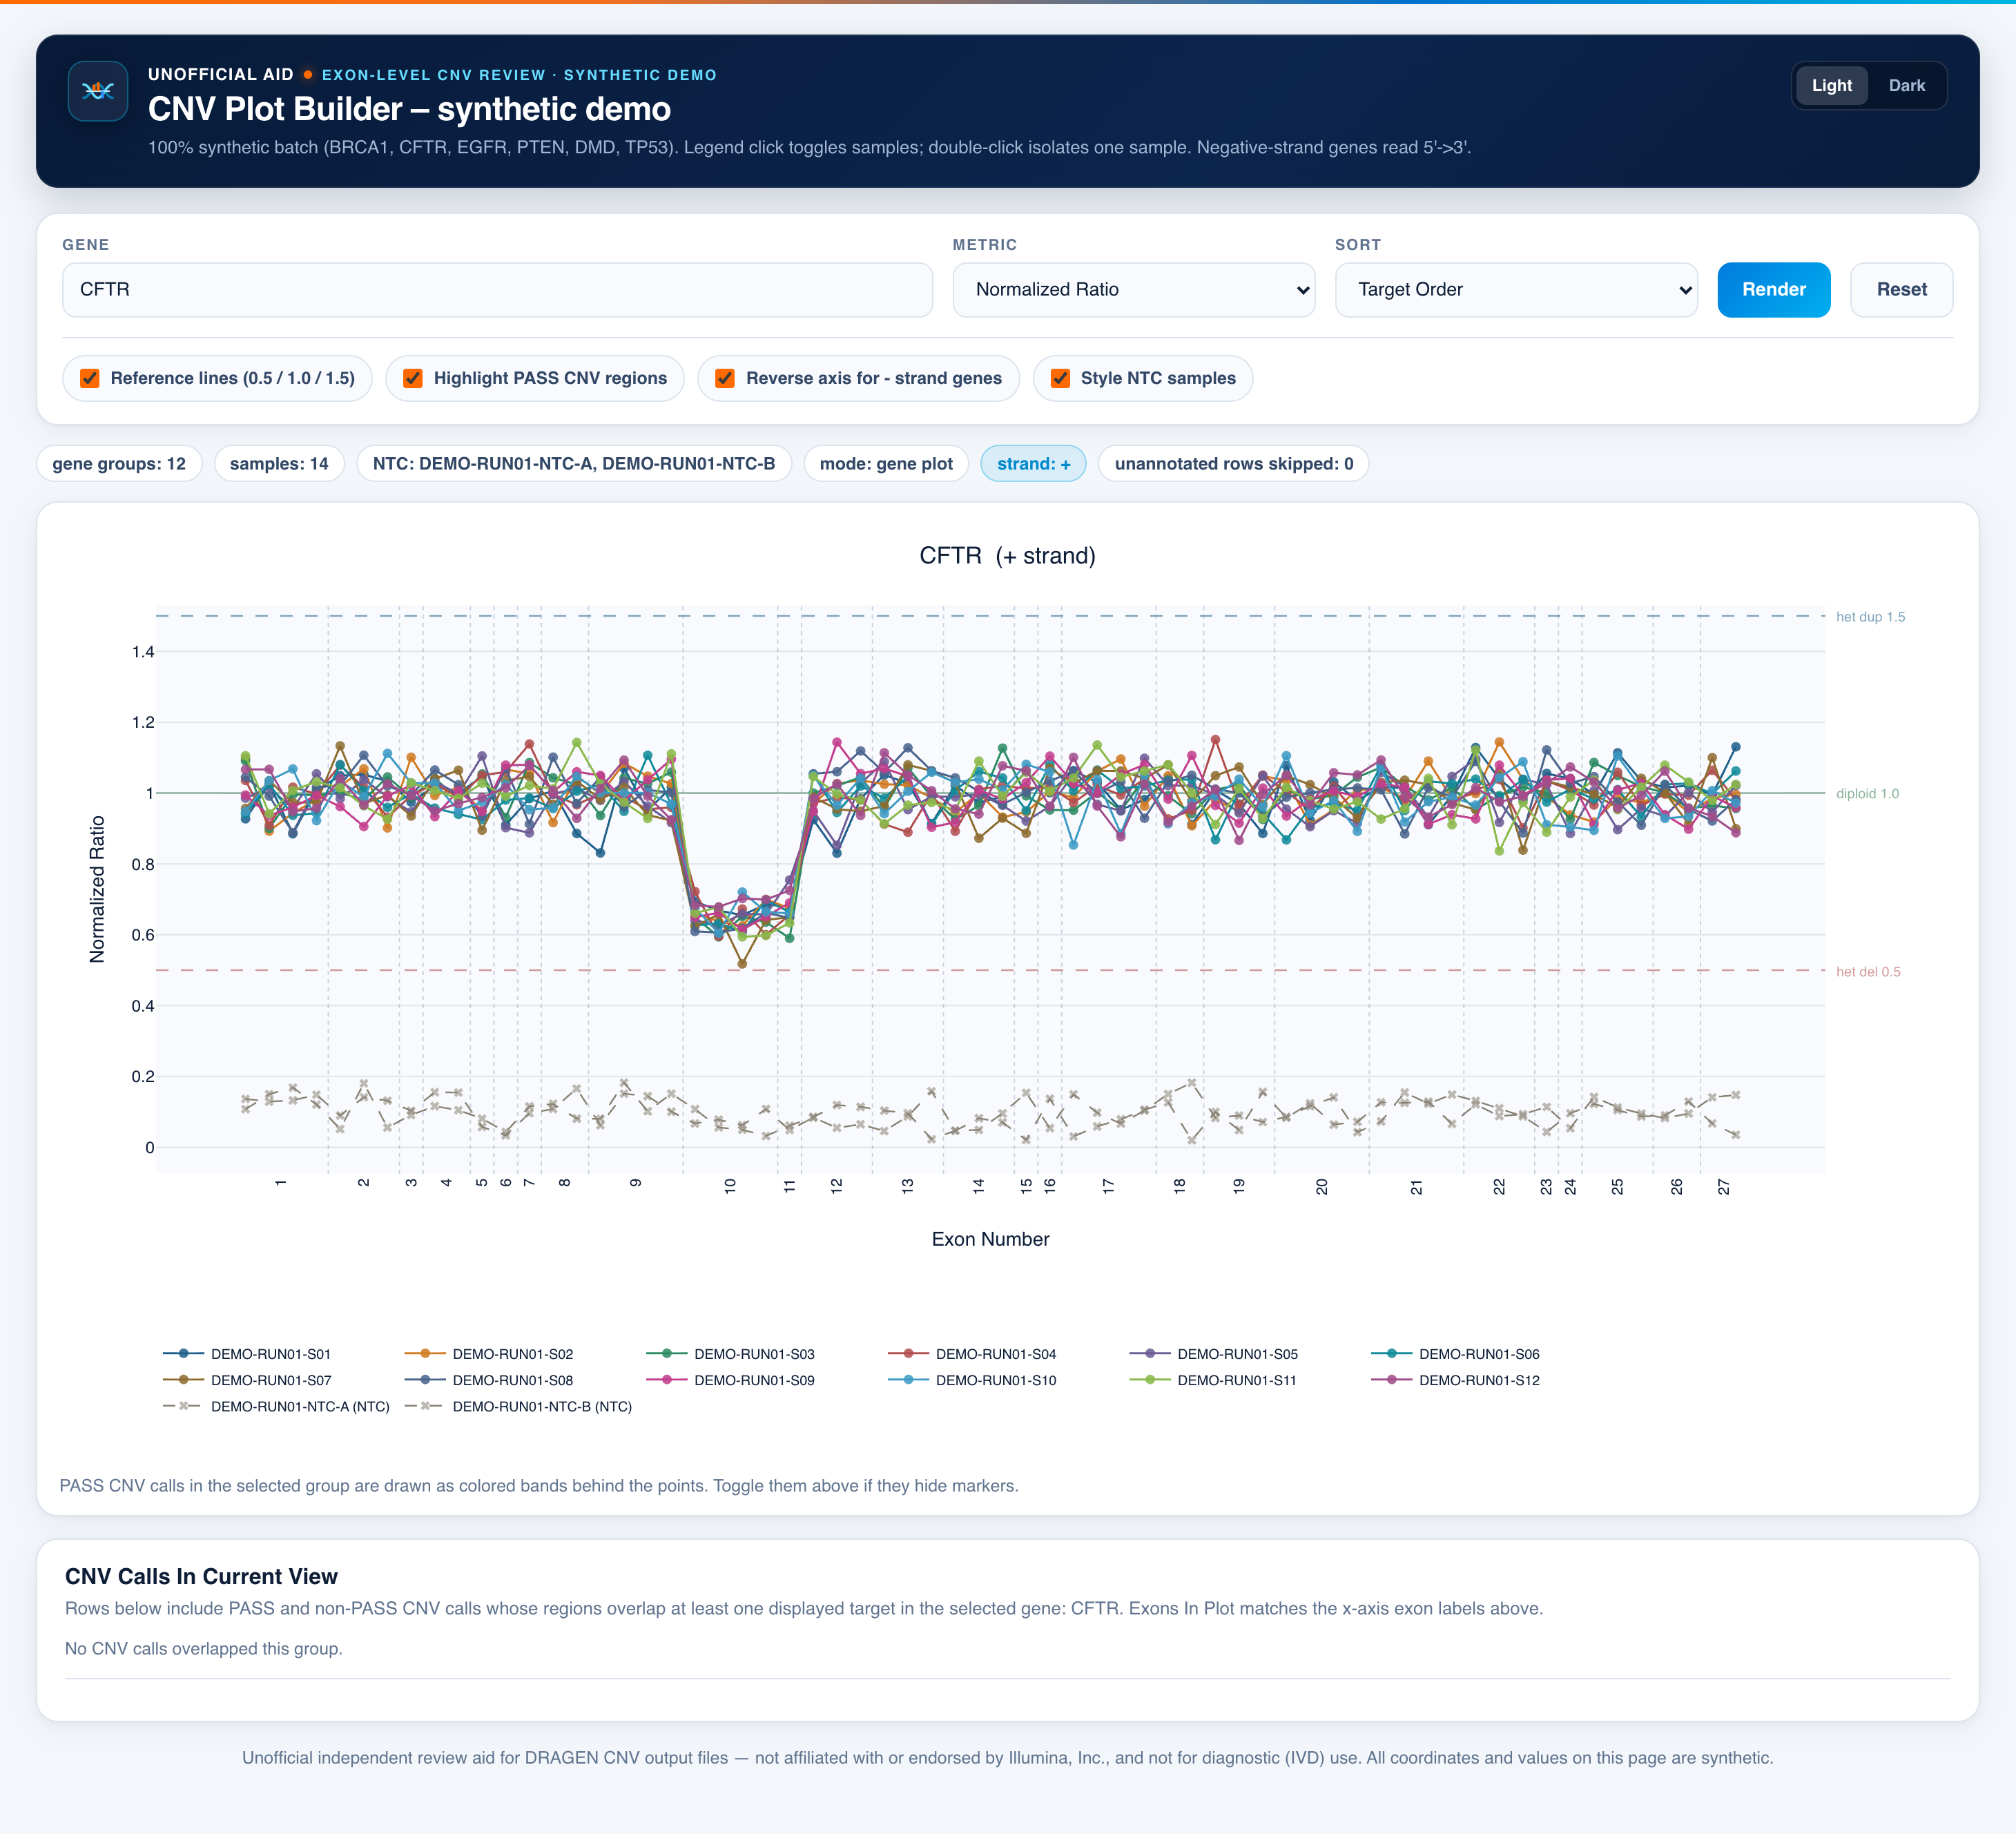 UNOFFICIAL AID • EXON-LEVEL CNV REVIEW · SYNTHETIC DEMO
CNV Plot Builder – synthetic demo
100% synthetic batch (BRCA1, CFTR, EGFR, PTEN, DMD, TP53). Legend click toggles samples; double-click isolates one sample. Negative-strand genes read 5'->3'.
Light Dark
GENE METRIC SORT
CFTR Normalized Ratio Target Order Render Reset
Reference lines (0.5 / 1.0 / 1.5) Highlight PASS CNV regions Reverse axis for - strand genes Style NTC samples
gene groups: 12 samples: 14 NTC: DEMO-RUN01-NTC-A, DEMO-RUN01-NTC-B mode: gene plot strand: + unannotated rows skipped: 0
CFTR (+ strand)
het dup 1.5
1.4
1.2
1
diploid 1.0
0.8
0.6
het del 0.5
0.4
0.2
0
Normalized Ratio
1 2 3 4 5 6 7 8 9 10 11 12 13 14 15 16 17 18 19 20 21 22 23 24 25 26 27
Exon Number
DEMO-RUN01-S01 DEMO-RUN01-S02 DEMO-RUN01-S03 DEMO-RUN01-S04 DEMO-RUN01-S05 DEMO-RUN01-S06
DEMO-RUN01-S07 DEMO-RUN01-S08 DEMO-RUN01-S09 DEMO-RUN01-S10 DEMO-RUN01-S11 DEMO-RUN01-S12
DEMO-RUN01-NTC-A (NTC) DEMO-RUN01-NTC-B (NTC)
PASS CNV calls in the selected group are drawn as colored bands behind the points. Toggle them above if they hide markers.
CNV Calls In Current View
Rows below include PASS and non-PASS CNV calls whose regions overlap at least one displayed target in the selected gene: CFTR. Exons In Plot matches the x-axis exon labels above.
No CNV calls overlapped this group.
Unofficial independent review aid for DRAGEN CNV output files — not affiliated with or endorsed by Illumina, Inc., and not for diagnostic (IVD) use. All coordinates and values on this page are synthetic.